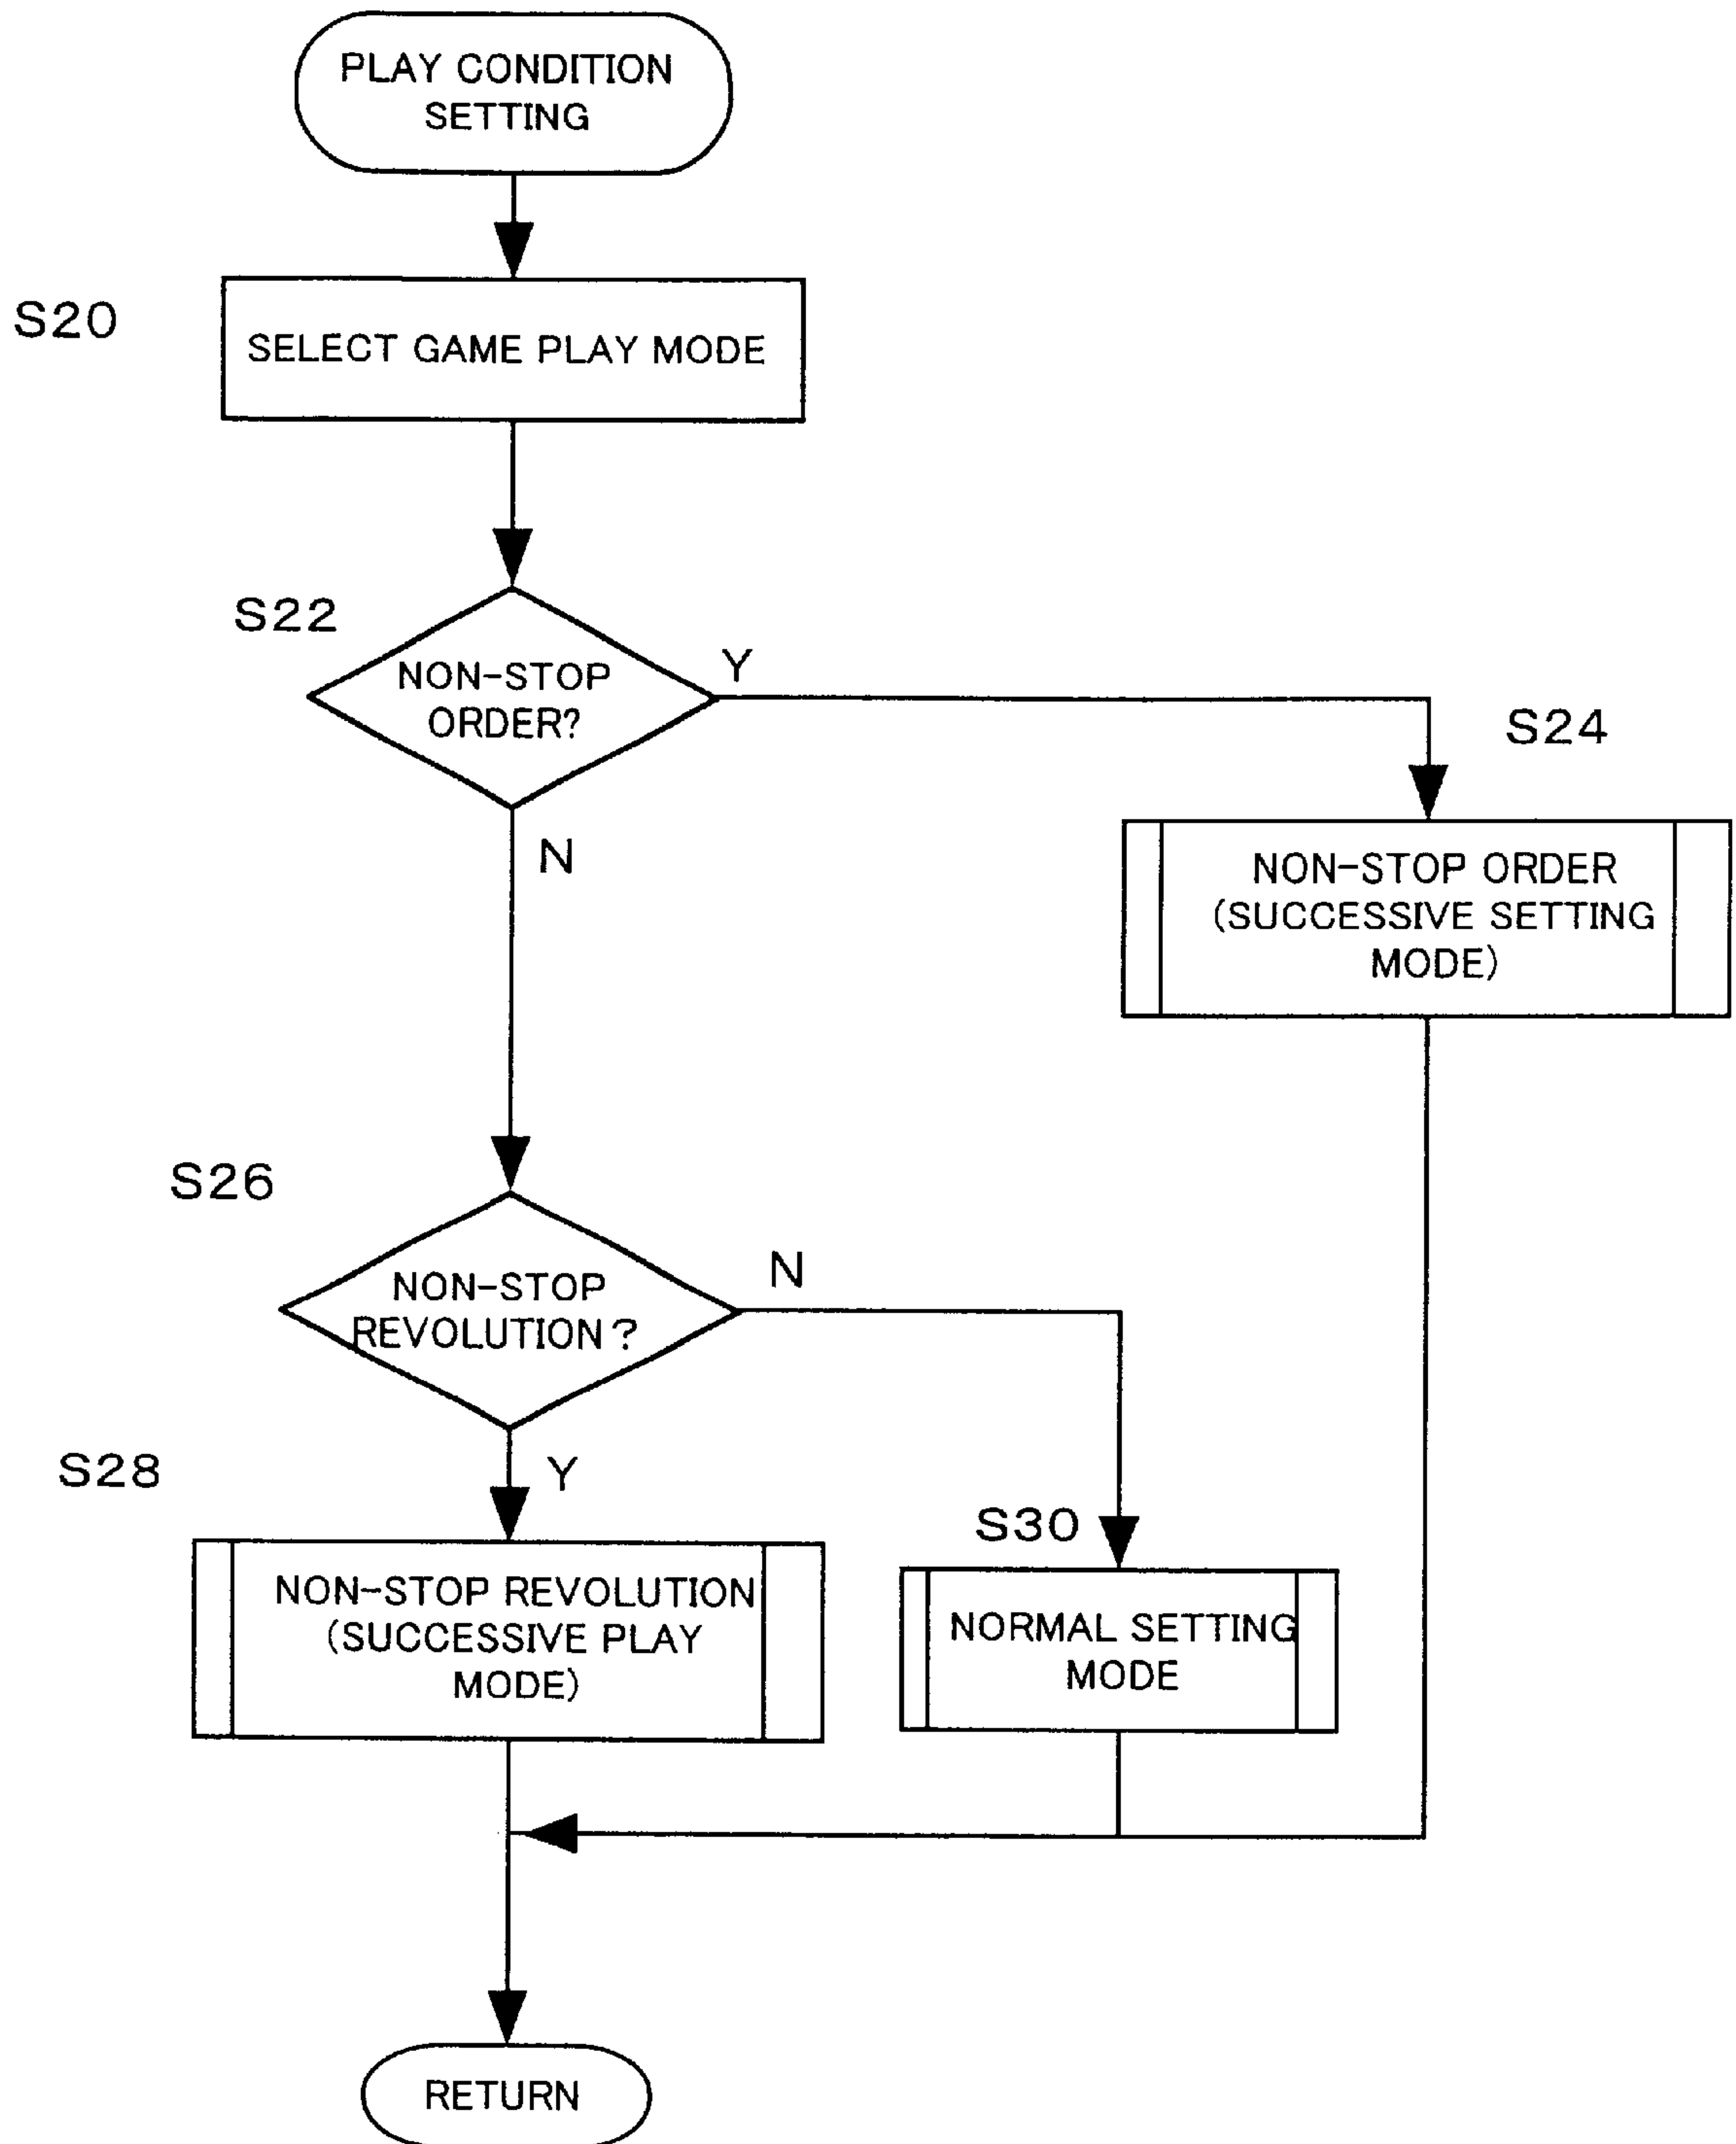 PLAY CONDITION
SETTING
S20
SELECT GAME PLAY MODE
S22
NON-STOP
ORDER?
Y
N
S24
NON-STOP ORDER
(SUCCESSIVE SETTING
MODE)
S26
NON-STOP
REVOLUTION?
N
Y
S28
NON-STOP REVOLUTION
(SUCCESSIVE PLAY
MODE)
S30
NORMAL SETTING
MODE
RETURN